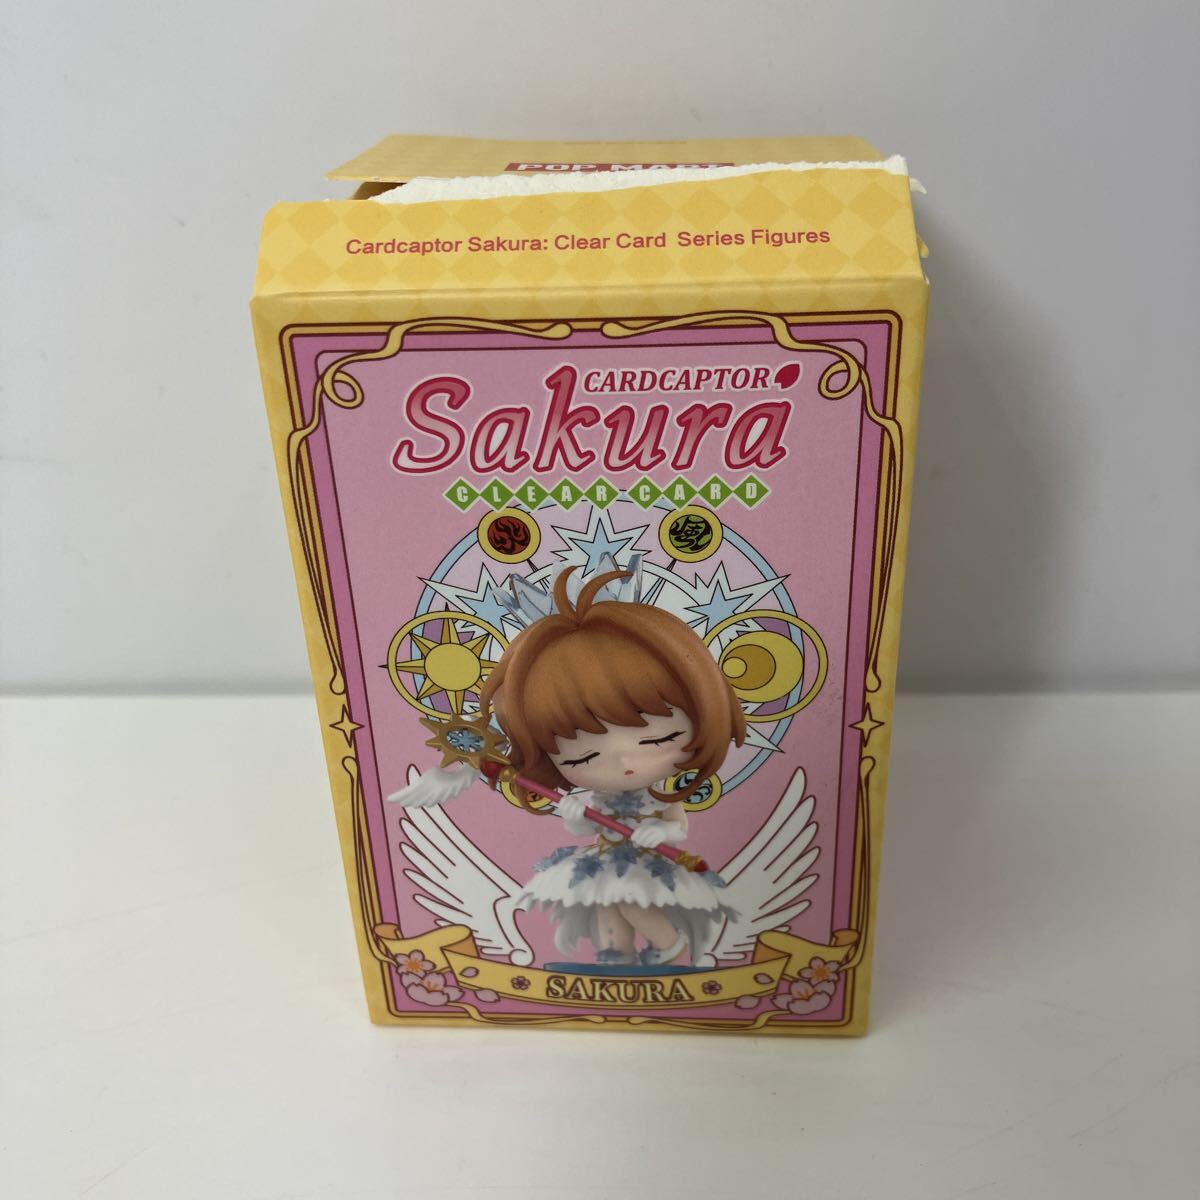 POP MART
Cardcaptor Sakura: Clear Card Series Figures
CARDCAPTOR
Sakura
CLEAR CARD
SAKURA